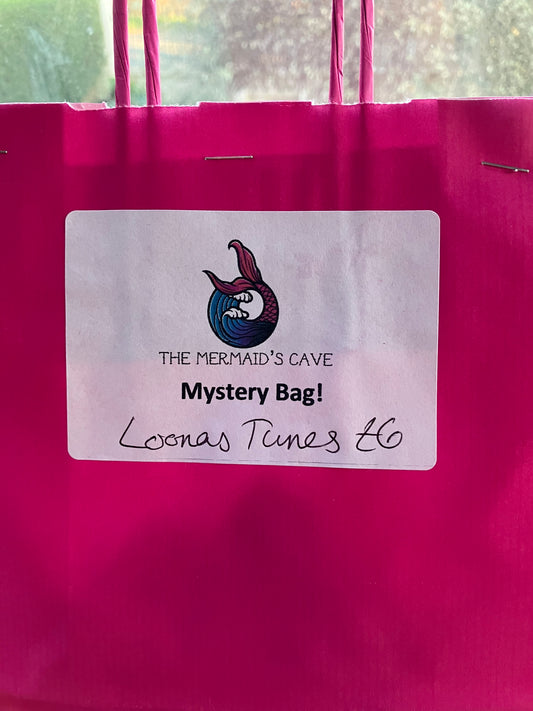 THE MERMAID'S CAVE
Mystery Bag!
Loonas Tunes £6